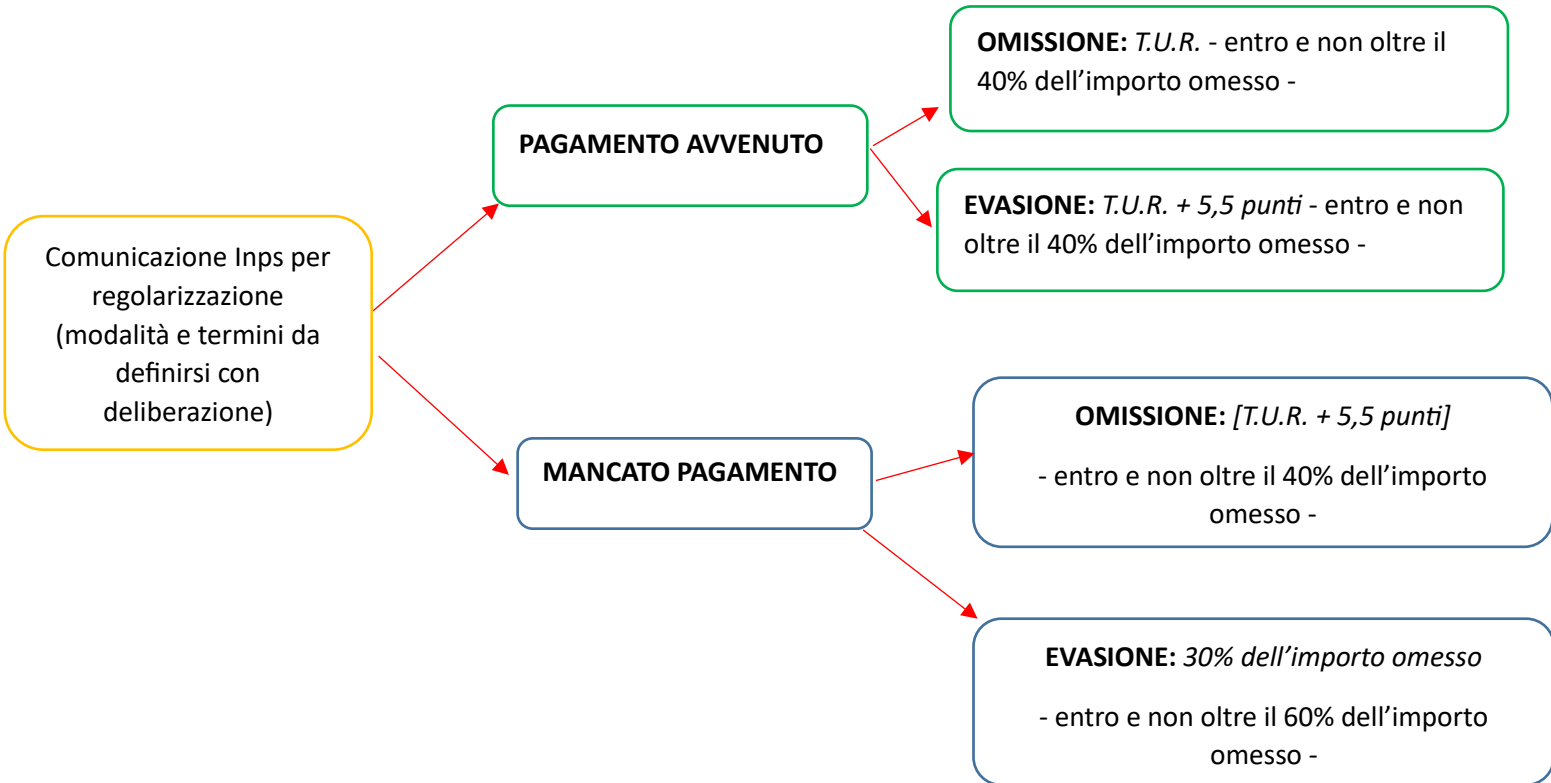 OMISSIONE: T.U.R. - entro e non oltre il
40% dell’importo omesso -
PAGAMENTO AVVENUTO
EVASIONE: T.U.R. + 5,5 punti - entro e non
oltre il 40% dell’importo omesso -
Comunicazione Inps per
regolarizzazione
(modalità e termini da
definirsi con
deliberazione)
OMISSIONE: [T.U.R. + 5,5 punti]
- entro e non oltre il 40% dell’importo
omesso -
MANCATO PAGAMENTO
EVASIONE: 30% dell’importo omesso
- entro e non oltre il 60% dell’importo
omesso -